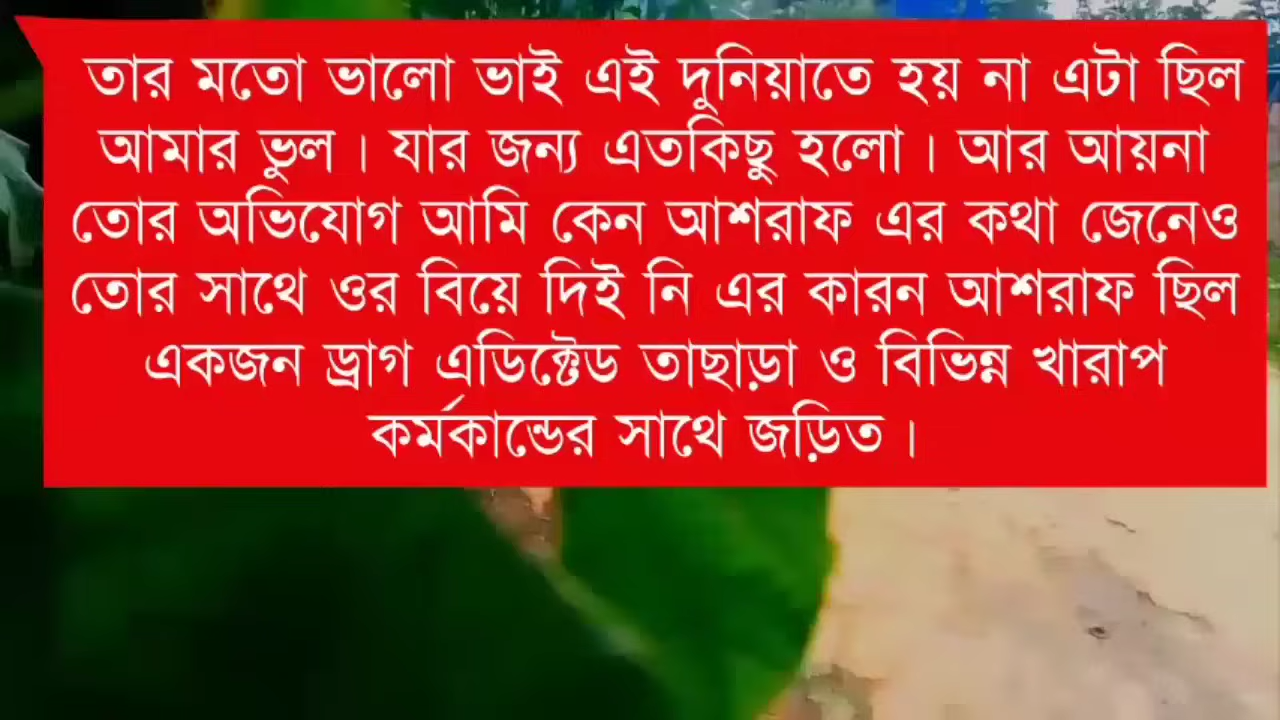 তার মতো ভালো ভাই এই দুনিয়াতে হয় না এটা ছিল
আমার ভুল। যার জন্য এতকিছু হলো। আর আয়না
তোর অভিযোগ আমি কেন আশরাফ এর কথা জেনেও
তোর সাথে ওর বিয়ে দিই নি এর কারন আশরাফ ছিল
একজন ড্রাগ এডিক্টেড তাছাড়া ও বিভিন্ন খারাপ
কর্মকান্ডের সাথে জড়িত।